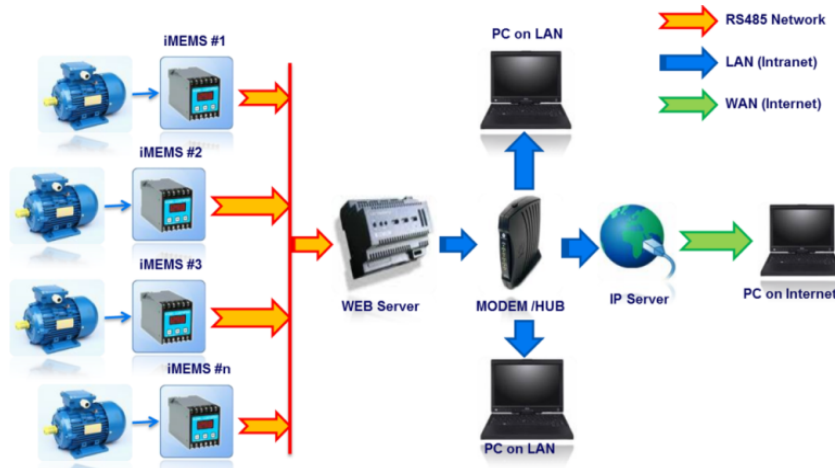 iMEMS #1
PC on LAN
RS485 Network
LAN (Intranet)
WAN (Internet)
iMEMS #2
iMEMS #3
WEB Server
MODEM /HUB
IP Server
PC on Internet
iMEMS #n
PC on LAN